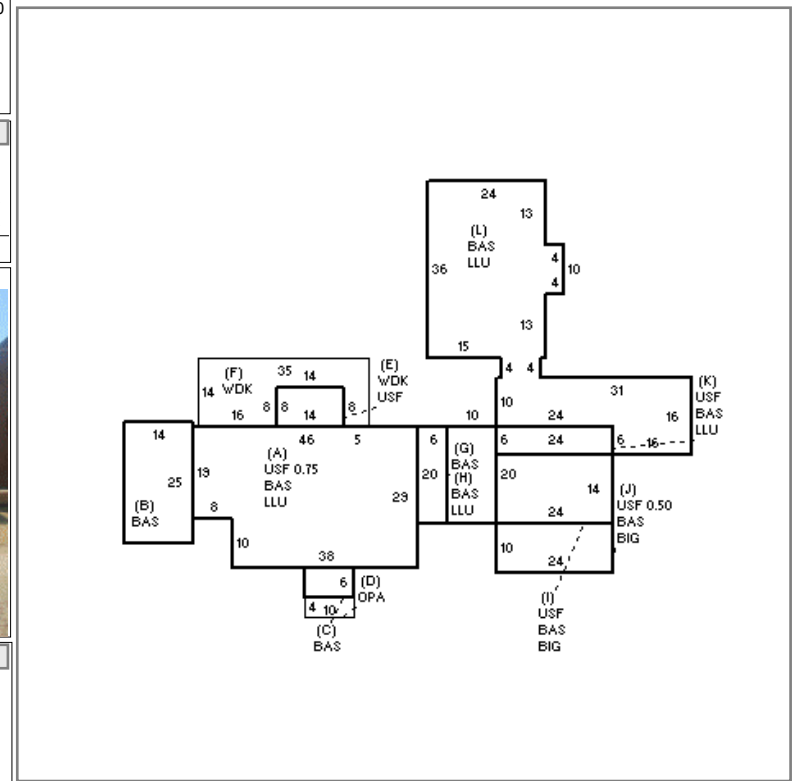 24
13
(L)
BAS
LLU
4
10
36
4
13
15
4 4
(F)
WDK
35
14
(E)
WDK
USF
14
31
(K)
USF
BAS
LLU
16
8 8
14
8
10
10
24
16
14
46
5
6
6
24
6
16
(A)
USF 0.75
BAS
LLU
(G)
BAS
(H)
BAS
LLU
19
25
20
20
29
14
(J)
USF 0.50
BAS
BIG
(B)
BAS
8
24
10
38
10
24
6
(D)
OPA
4 10
(C)
BAS
(I)
USF
BAS
BIG